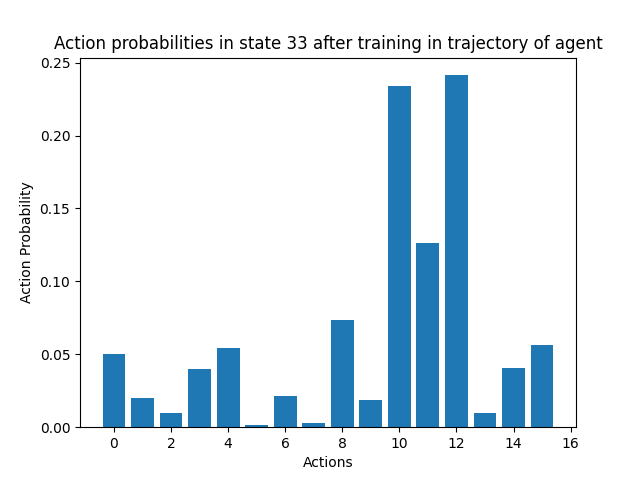 Action probabilities in state 33 after training in trajectory of agent
0.25
0.20
0.15
0.10
0.05
0.00
Action Probability
0 2 4 6 8 10 12 14 16
Actions